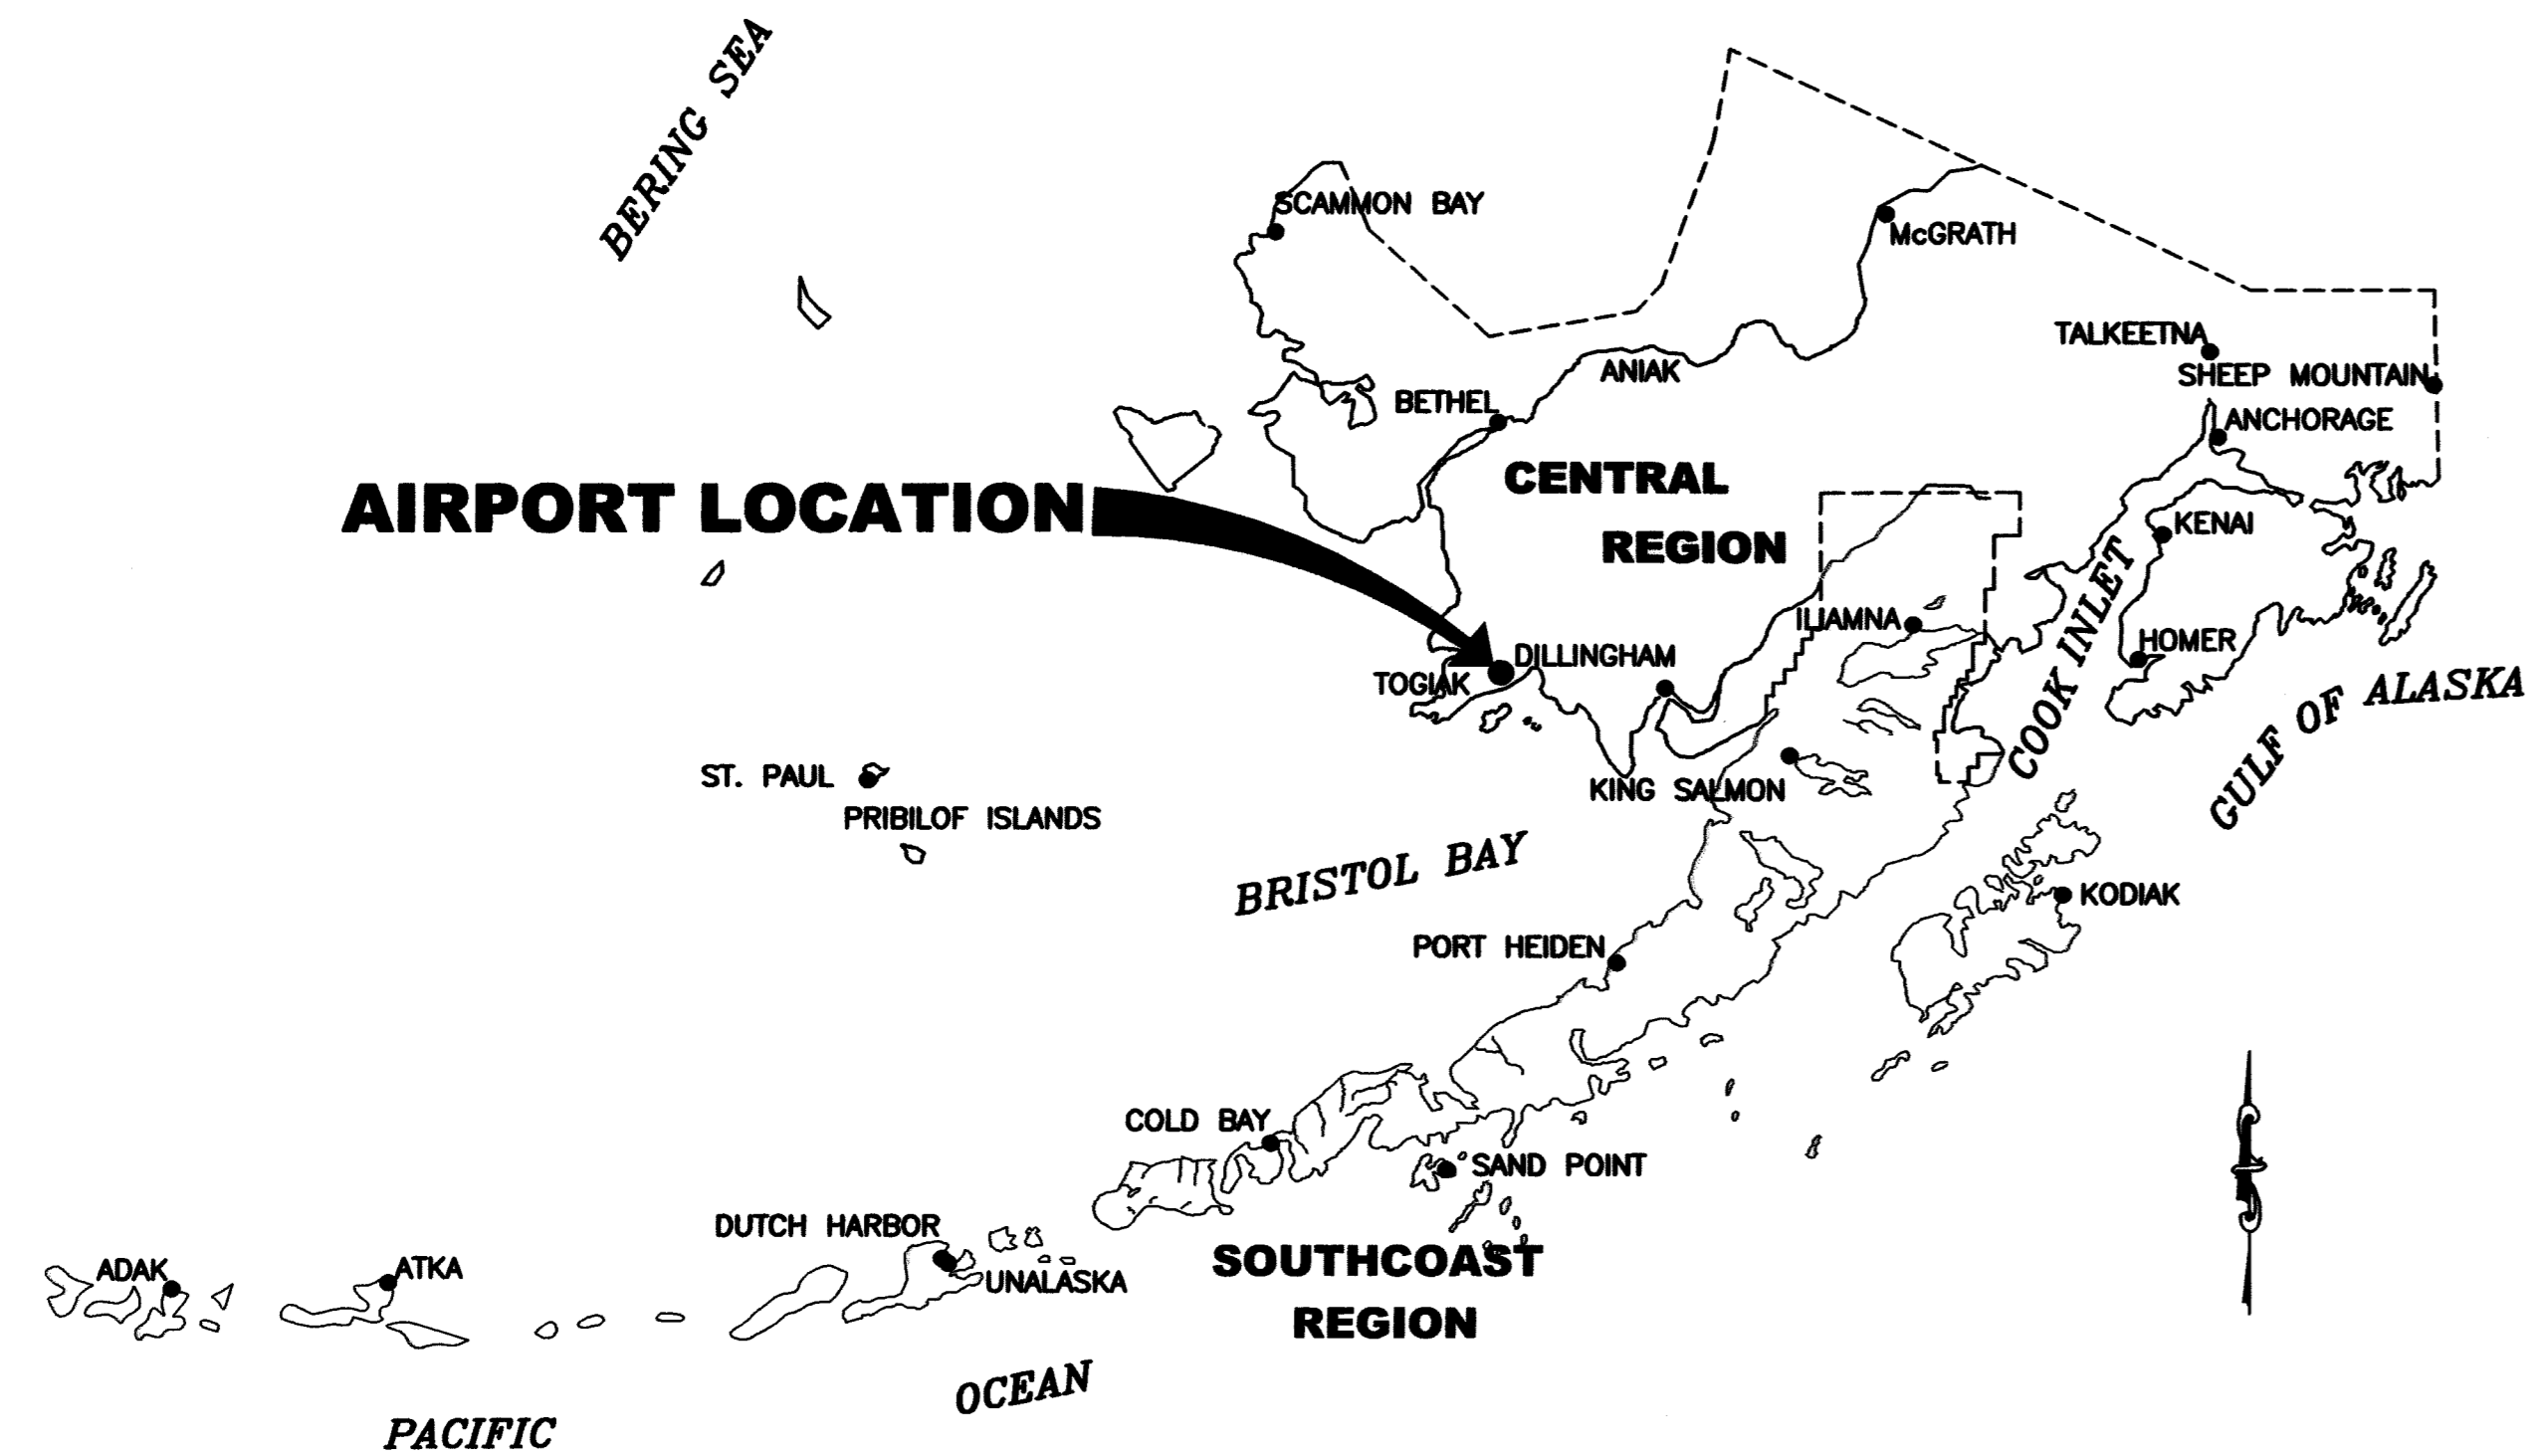 BERING SEA
SCAMMON BAY
McGRATH
TALKEETNA
SHEEP MOUNTAIN
ANIAK
BETHEL
ANCHORAGE
CENTRAL
REGION
AIRPORT LOCATION
KENAI
ILIAMNA
COOK INLET
HOMER
DILLINGHAM
TOGIAK
GULF OF ALASKA
ST. PAUL
PRIBILOF ISLANDS
KING SALMON
BRISTOL BAY
KODIAK
PORT HEIDEN
COLD BAY
SAND POINT
DUTCH HARBOR
UNALASKA
ADAK
ATKA
SOUTHCOAST
REGION
PACIFIC OCEAN